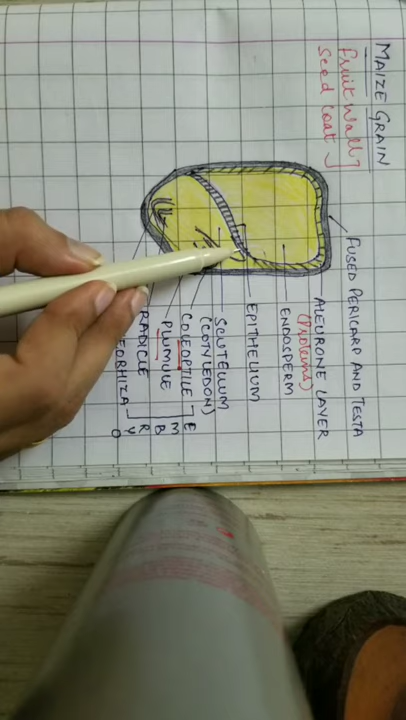 MAIZE GRAIN
Fruit wall
Seed Coat
FUSED PERICARP AND TESTA
ALEURONE LAYER
(Proteins)
ENDOSPERM
EPITHELIUM
SCUTELLUM
(COTYLEDON)
COLEOPTILE
PLUMULE
RADICLE
EORHIZA
E
M
B
R
Y
O